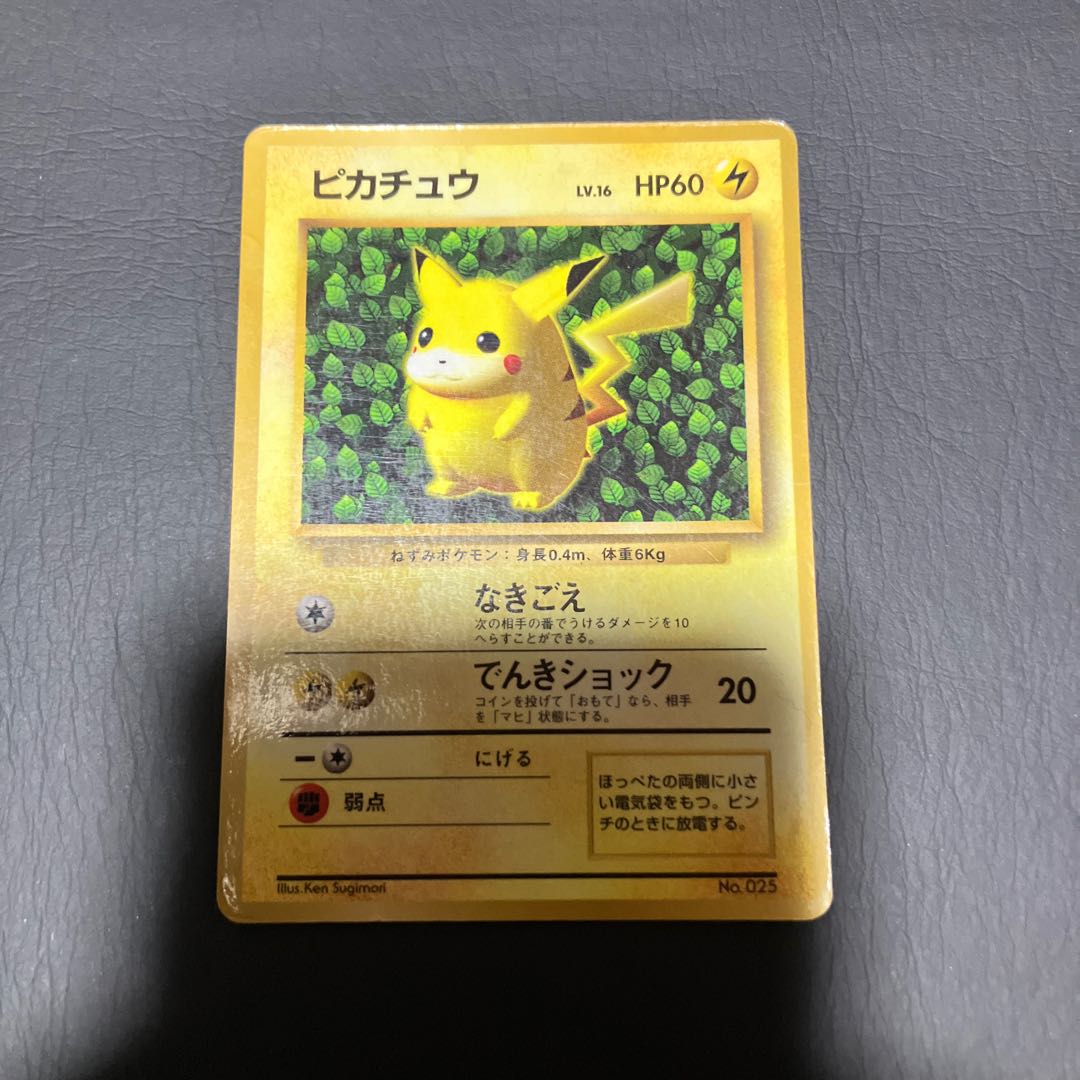 ピカチュウ LV.16 HP60
ねずみポケモン：身長0.4m、体重6Kg
なきごえ
次の相手の番でうけるダメージを10
へらすことができる。
でんきショック 20
コインを投げて「おもて」なら、相手
を「マヒ」状態にする。
ー にげる
弱点
ほっぺたの両側に小さ
い電気袋をもつ。ピン
チのときに放電する。
Illus.Ken Sugimori No. 025